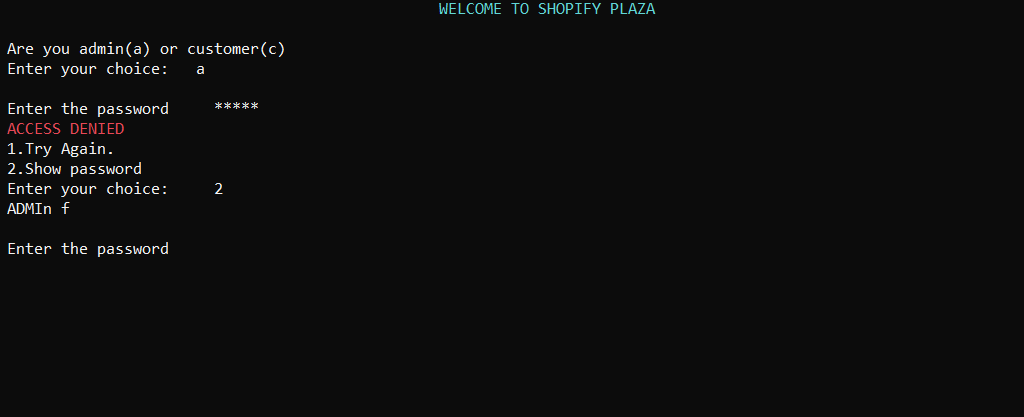 WELCOME TO SHOPIFY PLAZA
Are you admin(a) or customer(c)
Enter your choice: a
Enter the password *****
ACCESS DENIED
1.Try Again.
2.Show password
Enter your choice: 2
ADMIn f
Enter the password